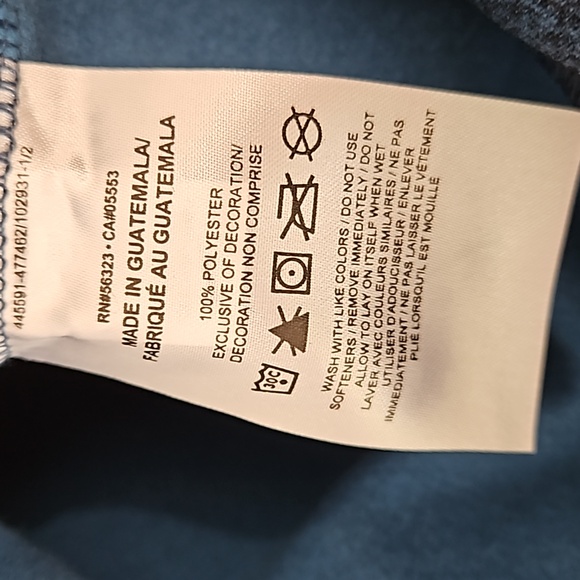 445591-477462/102931-1/2
RN#56323 • CA#05553
MADE IN GUATEMALA/
FABRIQUÉ AU GUATEMALA
100% POLYESTER
EXCLUSIVE OF DECORATION/
DECORATION NON COMPRISE
30C
WASH WITH LIKE COLORS / DO NOT USE
SOFTENERS / REMOVE IMMEDIATELY / DO NOT
ALLOW TO LAY ON ITSELF WHEN WET
LAVER AVEC COULEURS SIMILAIRES / NE PAS
UTILISER D'ADOUCISSEUR / ENLEVER
IMMÉDIATEMENT / NE PAS LAISSER LE VÊTEMENT
PLIÉ LORSQU'IL EST MOUILLÉ